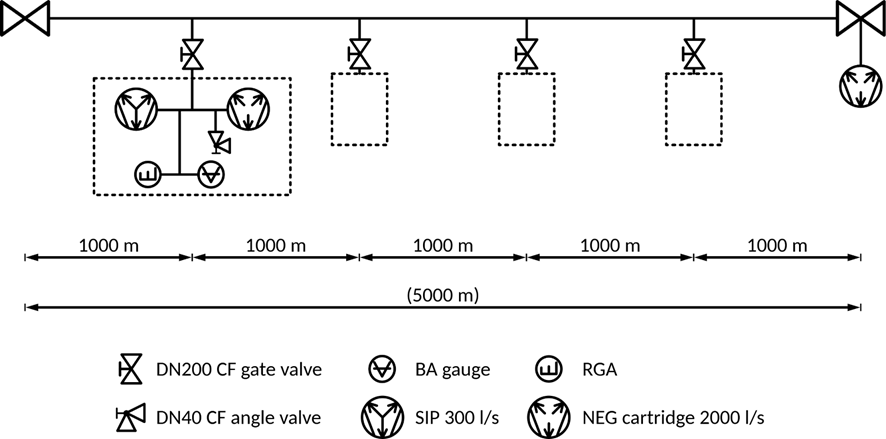 1000 m 1000 m 1000 m 1000 m 1000 m
(5000 m)
DN200 CF gate valve BA gauge RGA
DN40 CF angle valve SIP 300 l/s NEG cartridge 2000 l/s